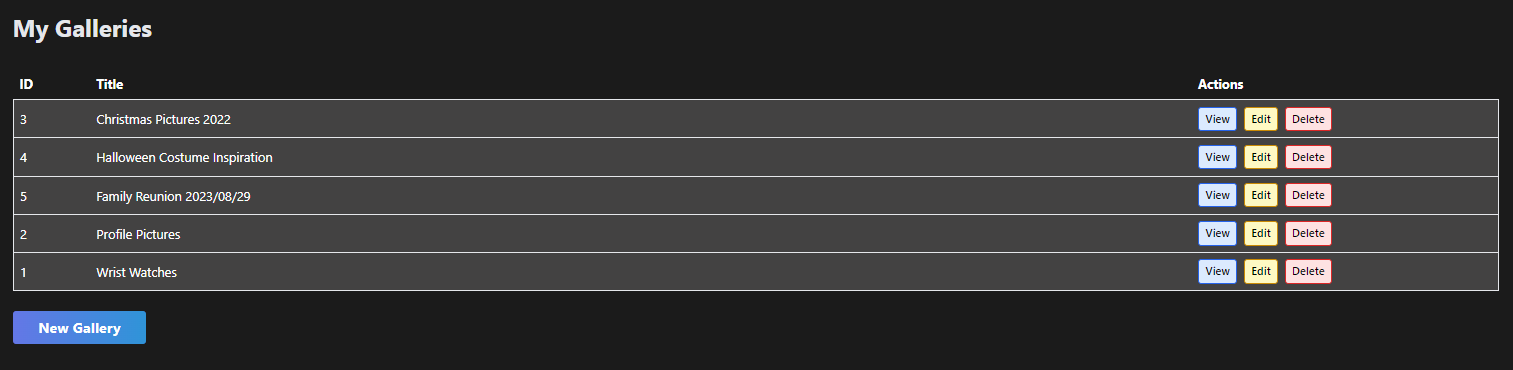 My Galleries
ID Title Actions
3 Christmas Pictures 2022 View Edit Delete
4 Halloween Costume Inspiration View Edit Delete
5 Family Reunion 2023/08/29 View Edit Delete
2 Profile Pictures View Edit Delete
1 Wrist Watches View Edit Delete
New Gallery